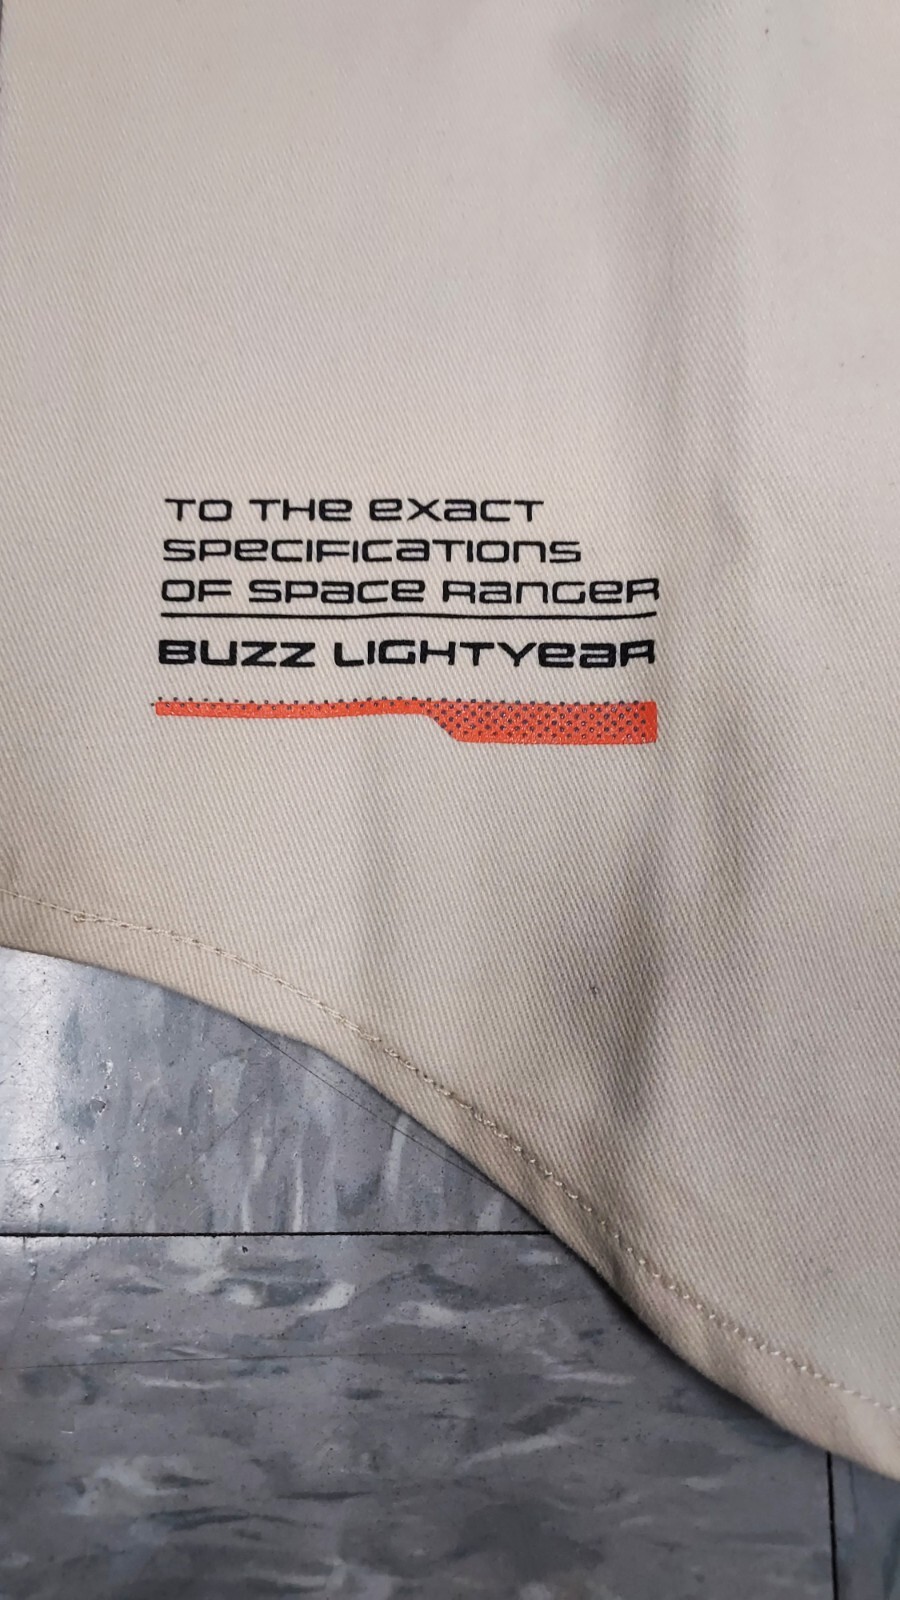 TO THE EXACT
SPECIFICATIONS
OF SPACE RANGER
BUZZ LIGHTYEAR